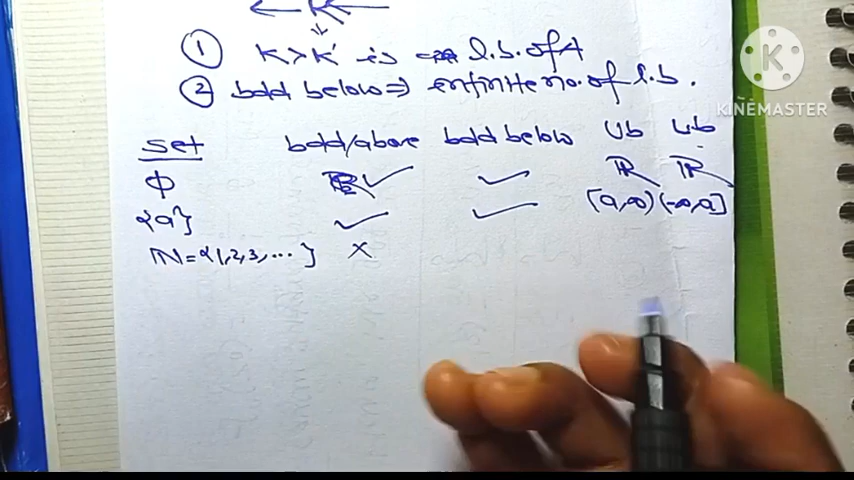 ① K > K' is l.b. of A
② bdd below ⇒ infinite no. of l.b.
K
KINEMASTER
Set bdd/above bdd below Ub Lb
ϕ ✓ ✓ ℝ ℝ
{a} ✓ ✓ [a,∞) (-∞,a]
ℕ = {1,2,3,...} ×